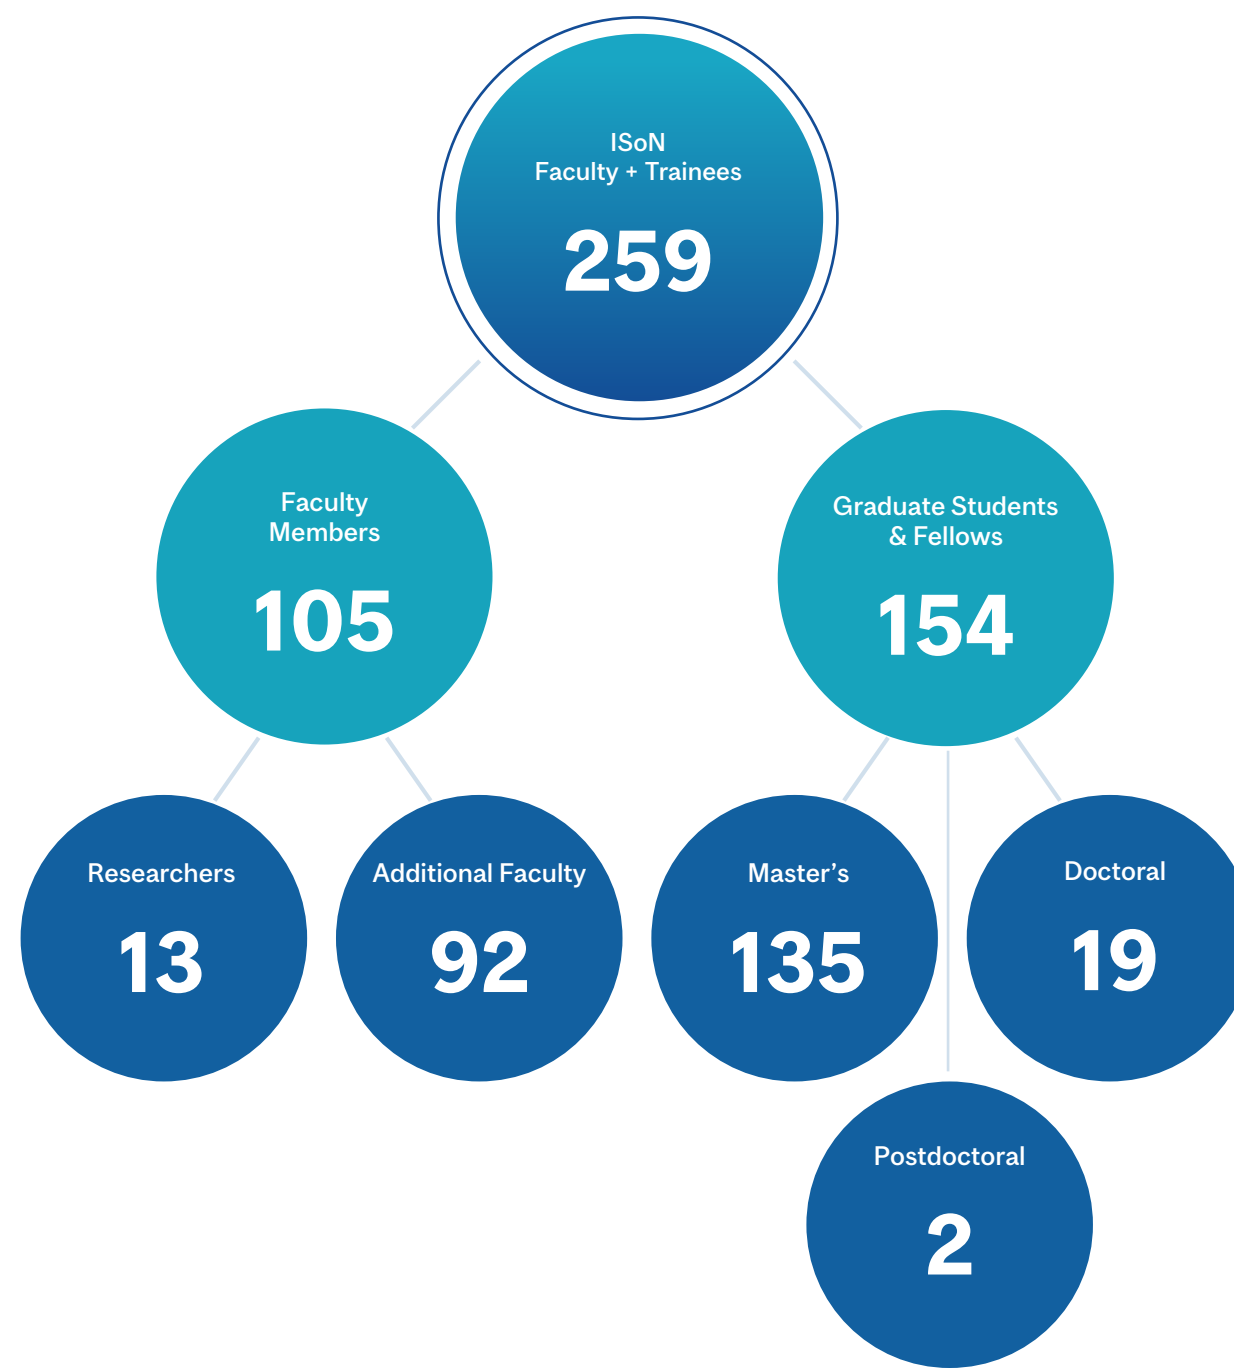 ISoN
Faculty + Trainees
259
Faculty
Members
105
Graduate Students
& Fellows
154
Researchers
13
Additional Faculty
92
Master’s
135
Doctoral
19
Postdoctoral
2